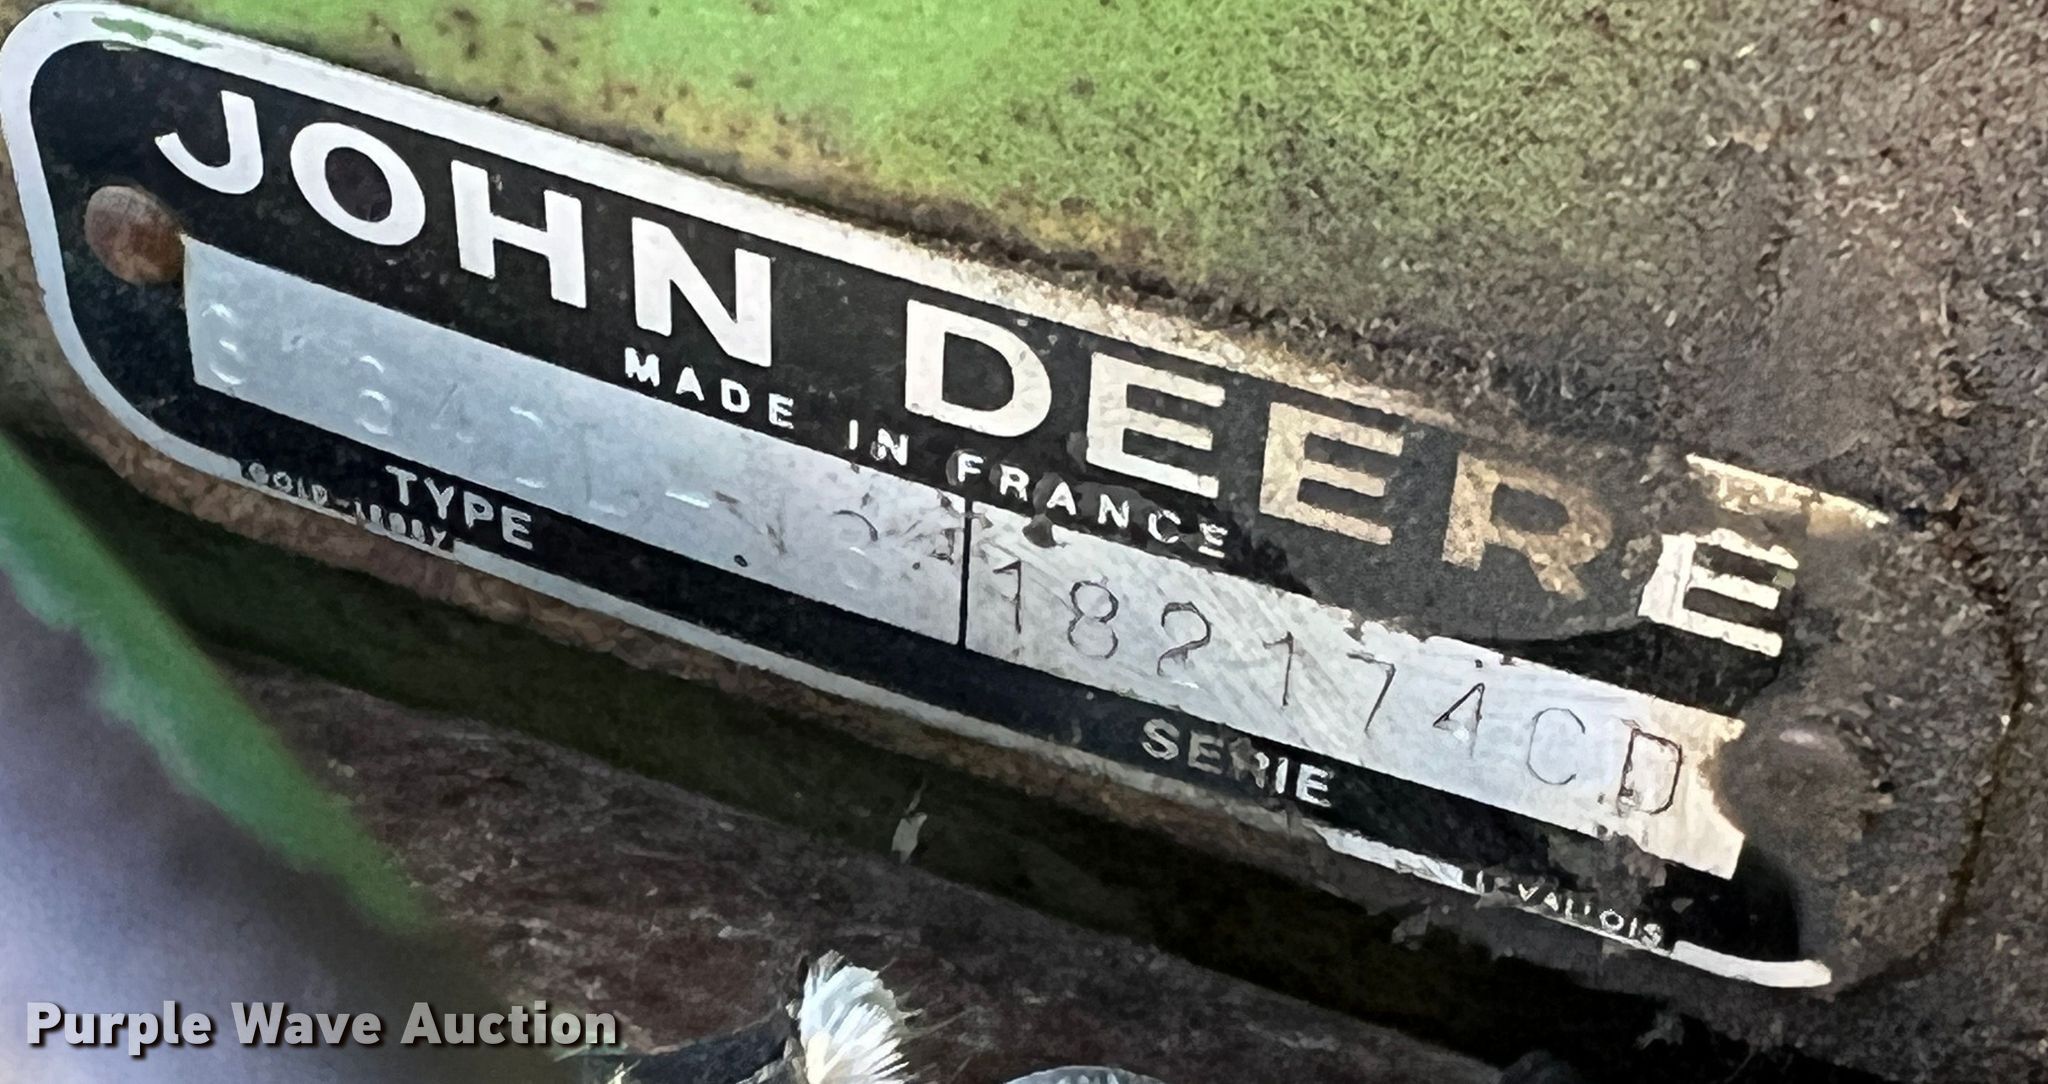 JOHN DEERE
MADE IN FRANCE
182174CD
TYPE
SERIE
Purple Wave Auction